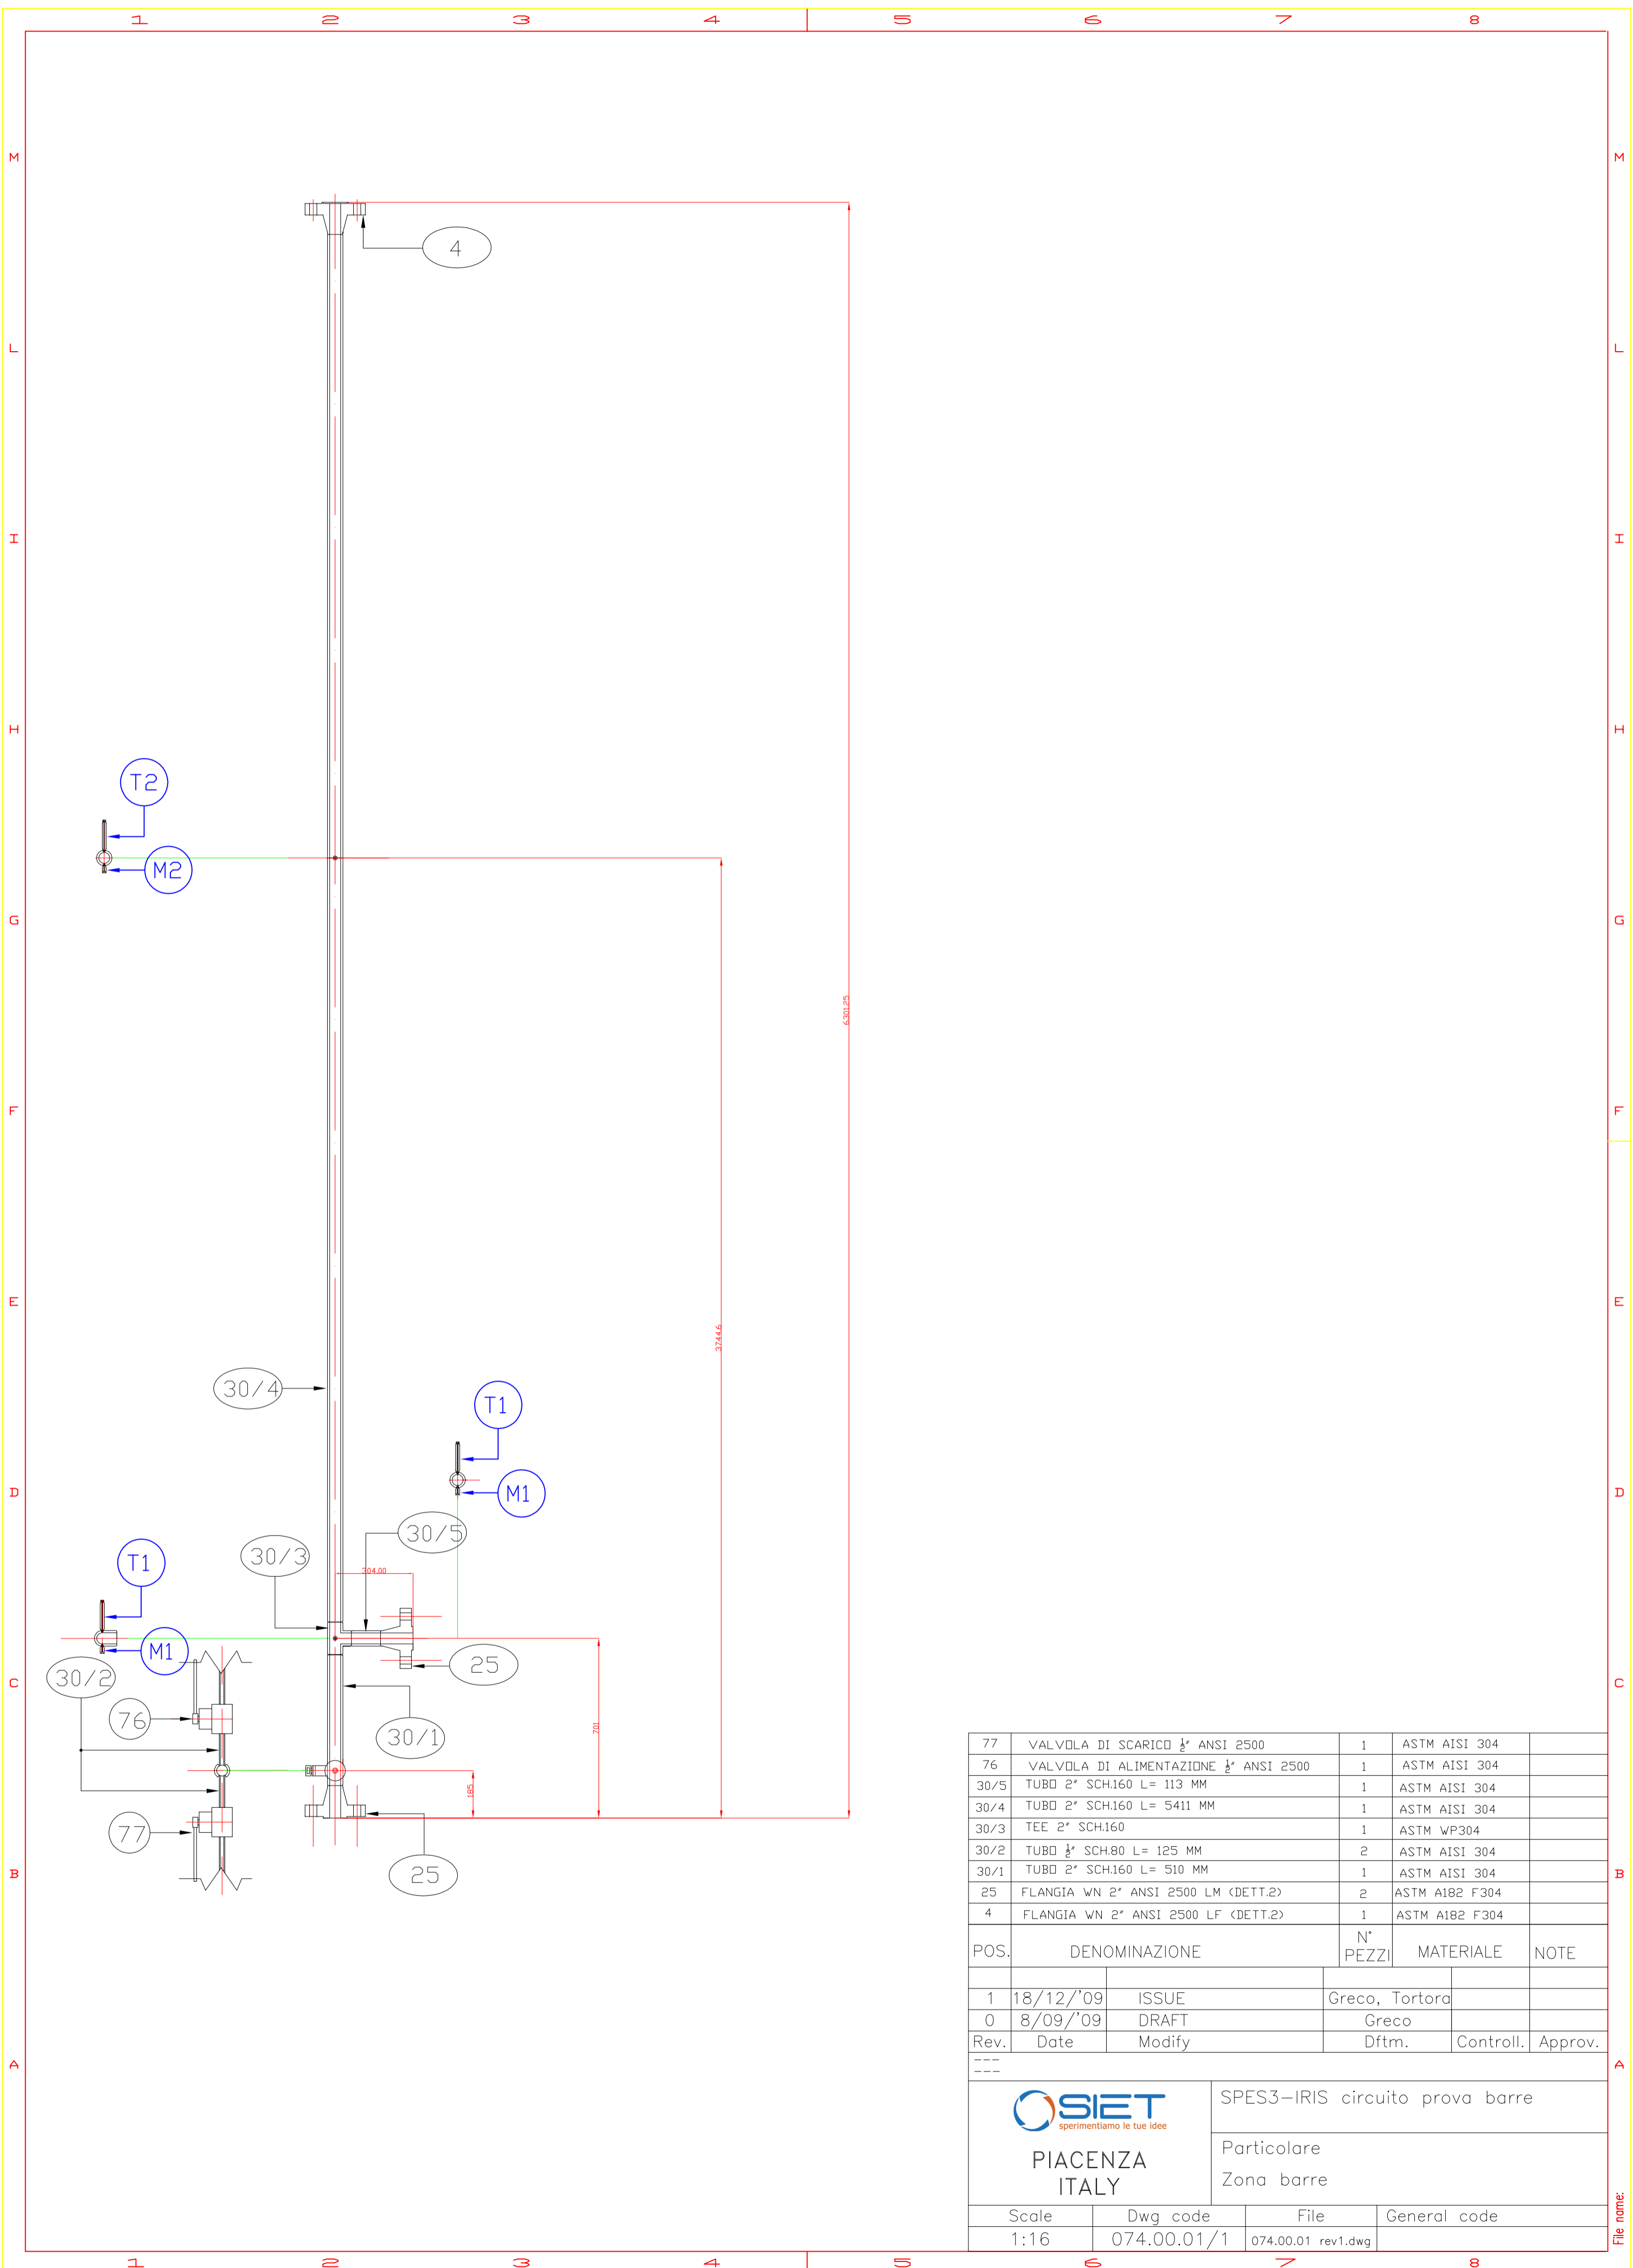 1 2 3 4 5 6 7 8
M M
L L
I I
H H
G G
F F
E E
D D
C C
B B
A A
4
T2
M2
6301.25
3744.6
30/4
T1
M1
30/5
30/3
204.00
T1
M1
25
30/2
76
30/1
701
185
77
25
77 VALVOLA DI SCARICO ½" ANSI 2500 1 ASTM AISI 304
76 VALVOLA DI ALIMENTAZIONE ½" ANSI 2500 1 ASTM AISI 304
30/5 TUBO 2" SCH.160 L= 113 MM 1 ASTM AISI 304
30/4 TUBO 2" SCH.160 L= 5411 MM 1 ASTM AISI 304
30/3 TEE 2" SCH.160 1 ASTM WP304
30/2 TUBO ½" SCH.80 L= 125 MM 2 ASTM AISI 304
30/1 TUBO 2" SCH.160 L= 510 MM 1 ASTM AISI 304
25 FLANGIA WN 2" ANSI 2500 LM (DETT.2) 2 ASTM A182 F304
4 FLANGIA WN 2" ANSI 2500 LF (DETT.2) 1 ASTM A182 F304
POS. DENOMINAZIONE N° PEZZI MATERIALE NOTE
1 18/12/'09 ISSUE Greco, Tortora
0 8/09/'09 DRAFT Greco
Rev. Date Modify Dftm. Controll. Approv.
---
---
SIET
sperimentiamo le tue idee
PIACENZA
ITALY
SPES3-IRIS circuito prova barre
Particolare
Zona barre
Scale Dwg code File General code
1:16 074.00.01/1 074.00.01 rev1.dwg
File name:
1 2 3 4 5 6 7 8